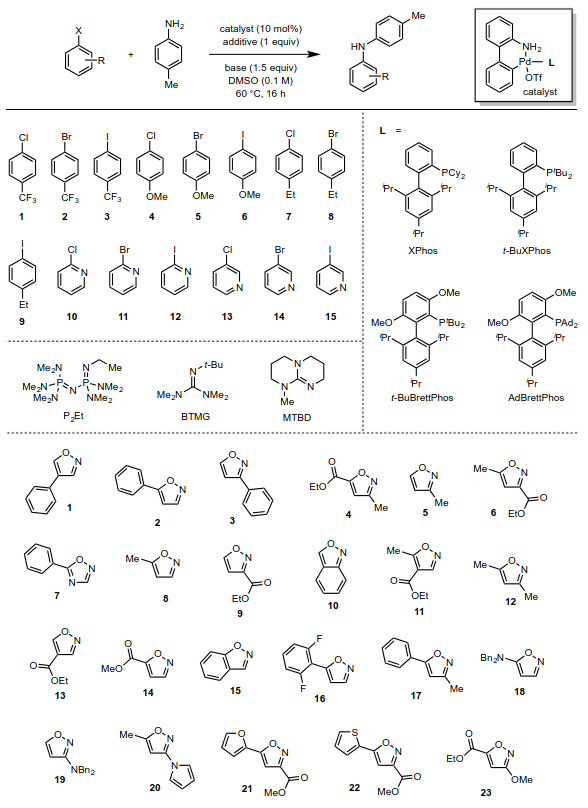 X
R
+
NH2
Me
catalyst (10 mol%)
additive (1 equiv)
base (1.5 equiv)
DMSO (0.1 M)
60 °C, 16 h
Me
HN
R
NH2
Pd
L
OTf
catalyst
Cl Br I Cl Br I Cl Br
CF3 CF3 CF3 OMe OMe OMe Et Et
1 2 3 4 5 6 7 8
I Cl Br I Cl Br I
N N N N N N
Et
9 10 11 12 13 14 15
L =
PCy2
iPr iPr
iPr
XPhos
PtBu2
iPr iPr
iPr
t-BuXPhos
OMe
MeO PtBu2
iPr iPr
iPr
t-BuBrettPhos
OMe
MeO PAd2
iPr iPr
iPr
AdBrettPhos
Me2N N Me
Me2N P N P NMe2
Me2N NMe2
P2Et
N t-Bu
Me2N NMe2
BTMG
N
N N
Me
MTBD
O N
1
O N
2
O N
3
O
EtO O N
Me
4
O N
Me
5
Me O N
O
EtO
6
O N
N
7
Me O N
8
O N
O
OEt
9
O N
10
Me O N
O
OEt
11
Me O N
Me
12
O N
O
OEt
13
O
MeO O N
14
O N
15
F
O N
F
16
O N
Me
17
Bn2N O N
18
O N
NBn2
19
Me O N
N
20
O O N
O
MeO
21
S O N
O
MeO
22
O
EtO O N
OMe
23